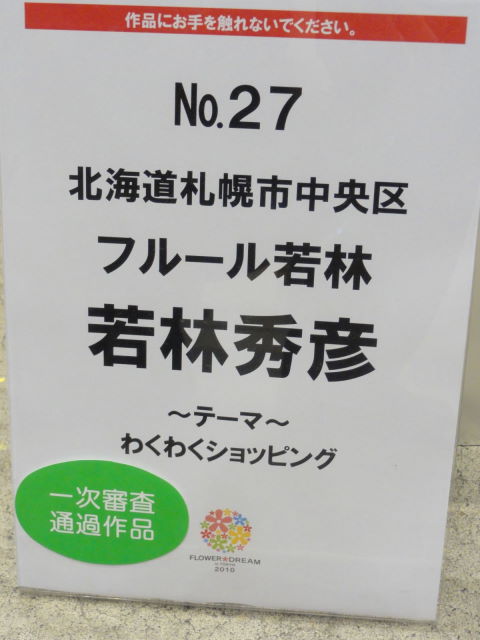 作品にお手を触れないでください。
No.27
北海道札幌市中央区
フルール若林
若林秀彦
～テーマ～
わくわくショッピング
一次審査
通過作品
FLOWER★DREAM
in TOKYO
2010